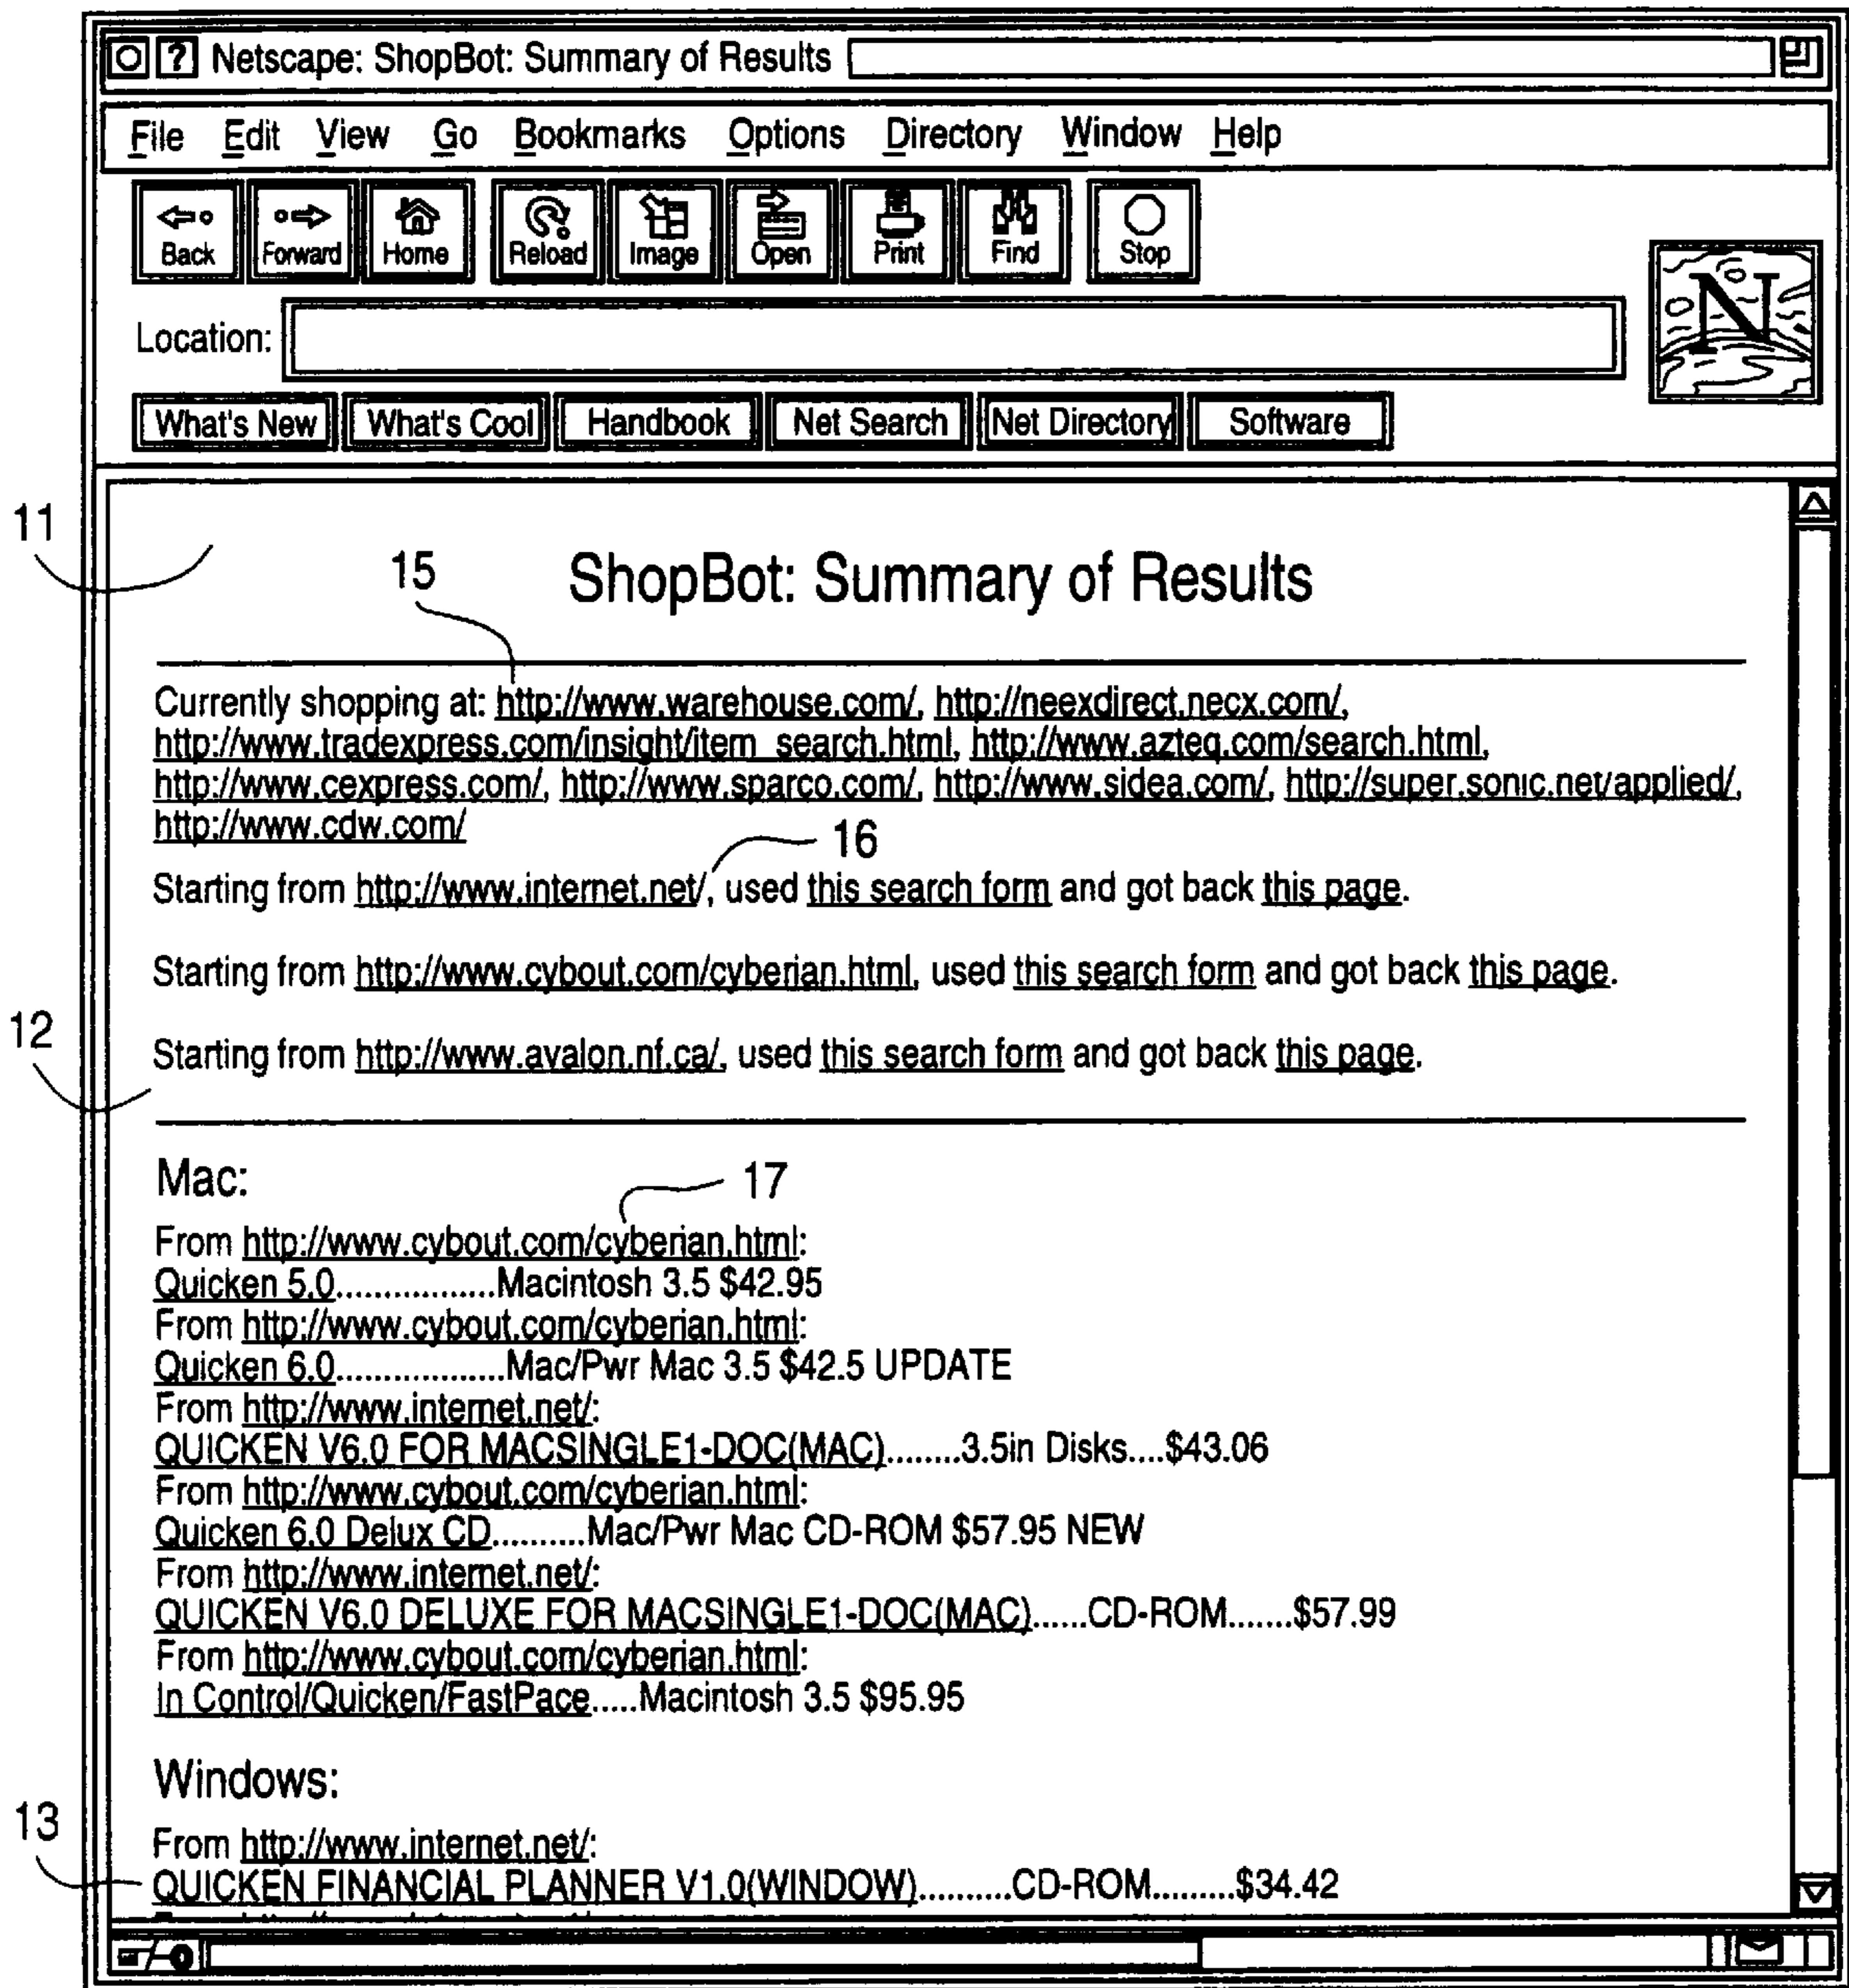 ? Netscape: ShopBot: Summary of Results
File Edit View Go Bookmarks Options Directory Window Help
Back Forward Home Reload Image Open Print Find Stop
N
Location:
What's New What's Cool Handbook Net Search Net Directory Software
11
15 ShopBot: Summary of Results
Currently shopping at: http://www.warehouse.com/, http://neexdirect.necx.com/,
http://www.tradexpress.com/insight/item_search.html, http://www.azteq.com/search.html,
http://www.cexpress.com/, http://www.sparco.com/, http://www.sidea.com/, http://super.sonic.net/applied/,
http://www.cdw.com/
16
Starting from http://www.internet.net/, used this search form and got back this page.
Starting from http://www.cybout.com/cyberian.html, used this search form and got back this page.
12
Starting from http://www.avalon.nf.ca/, used this search form and got back this page.
Mac:
17
From http://www.cybout.com/cyberian.html:
Quicken 5.0.................Macintosh 3.5 $42.95
From http://www.cybout.com/cyberian.html:
Quicken 6.0..................Mac/Pwr Mac 3.5 $42.5 UPDATE
From http://www.internet.net/:
QUICKEN V6.0 FOR MACSINGLE1-DOC(MAC)........3.5in Disks....$43.06
From http://www.cybout.com/cyberian.html:
Quicken 6.0 Delux CD..........Mac/Pwr Mac CD-ROM $57.95 NEW
From http://www.internet.net/:
QUICKEN V6.0 DELUXE FOR MACSINGLE1-DOC(MAC)......CD-ROM.......$57.99
From http://www.cybout.com/cyberian.html:
In Control/Quicken/FastPace.....Macintosh 3.5 $95.95
Windows:
13
From http://www.internet.net/:
QUICKEN FINANCIAL PLANNER V1.0(WINDOW)..........CD-ROM.........$34.42